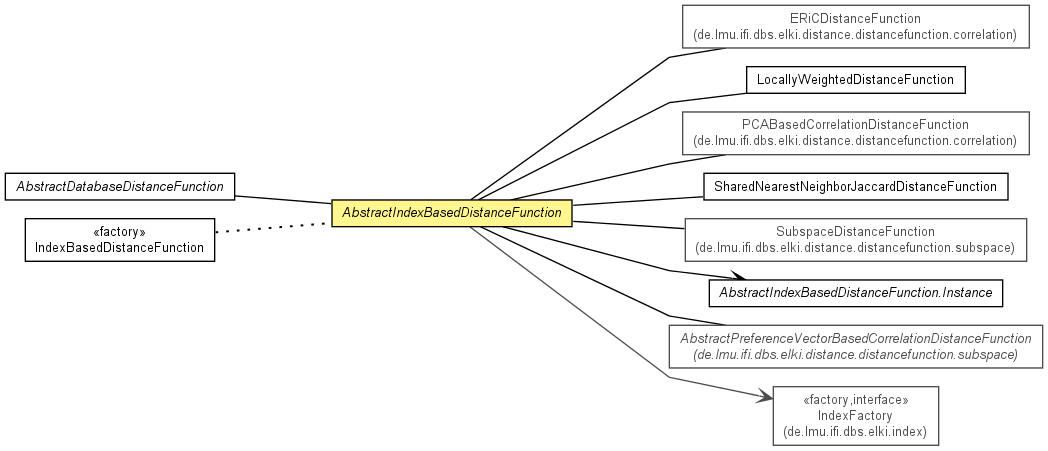 AbstractDatabaseDistanceFunction
«factory»
IndexBasedDistanceFunction
AbstractIndexBasedDistanceFunction
ERiCDistanceFunction
(de.lmu.ifi.dbs.elki.distance.distancefunction.correlation)
LocallyWeightedDistanceFunction
PCABasedCorrelationDistanceFunction
(de.lmu.ifi.dbs.elki.distance.distancefunction.correlation)
SharedNearestNeighborJaccardDistanceFunction
SubspaceDistanceFunction
(de.lmu.ifi.dbs.elki.distance.distancefunction.subspace)
AbstractIndexBasedDistanceFunction.Instance
AbstractPreferenceVectorBasedCorrelationDistanceFunction
(de.lmu.ifi.dbs.elki.distance.distancefunction.subspace)
«factory,interface»
IndexFactory
(de.lmu.ifi.dbs.elki.index)